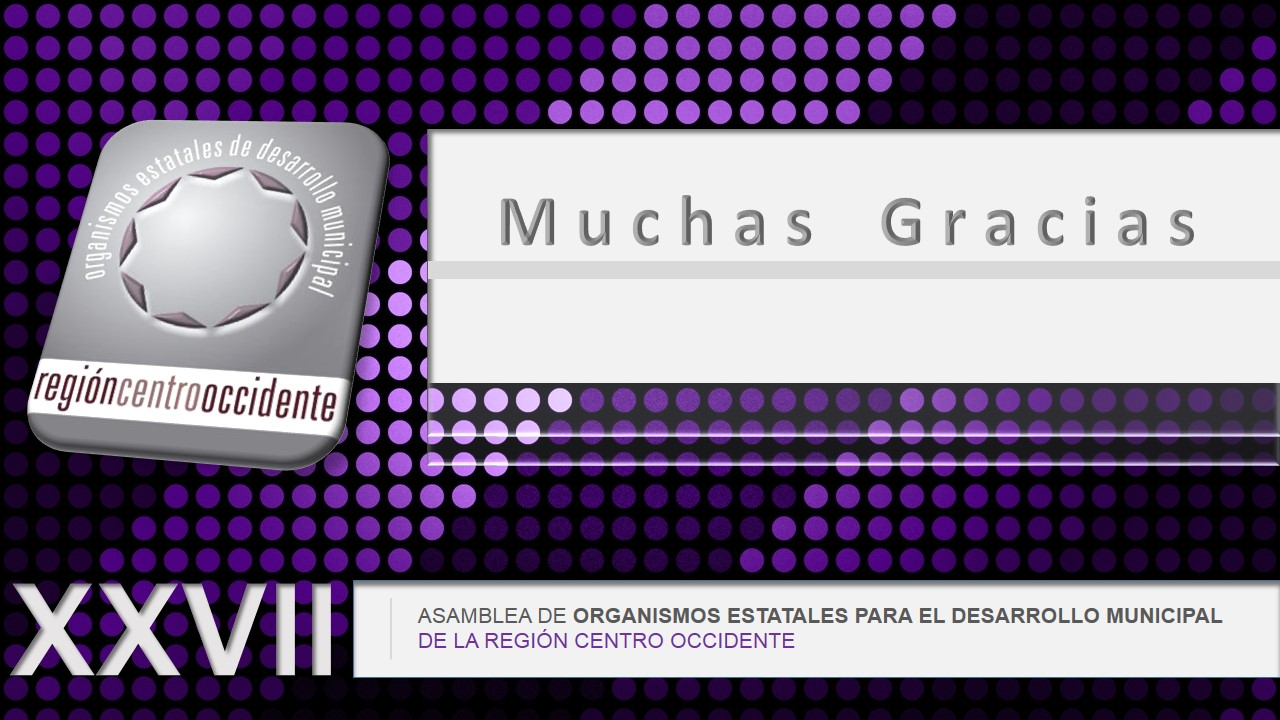 organismos estatales de desarrollo municipal
regióncentrooccidente
Muchas Gracias
XXVII
ASAMBLEA DE ORGANISMOS ESTATALES PARA EL DESARROLLO MUNICIPAL
DE LA REGIÓN CENTRO OCCIDENTE